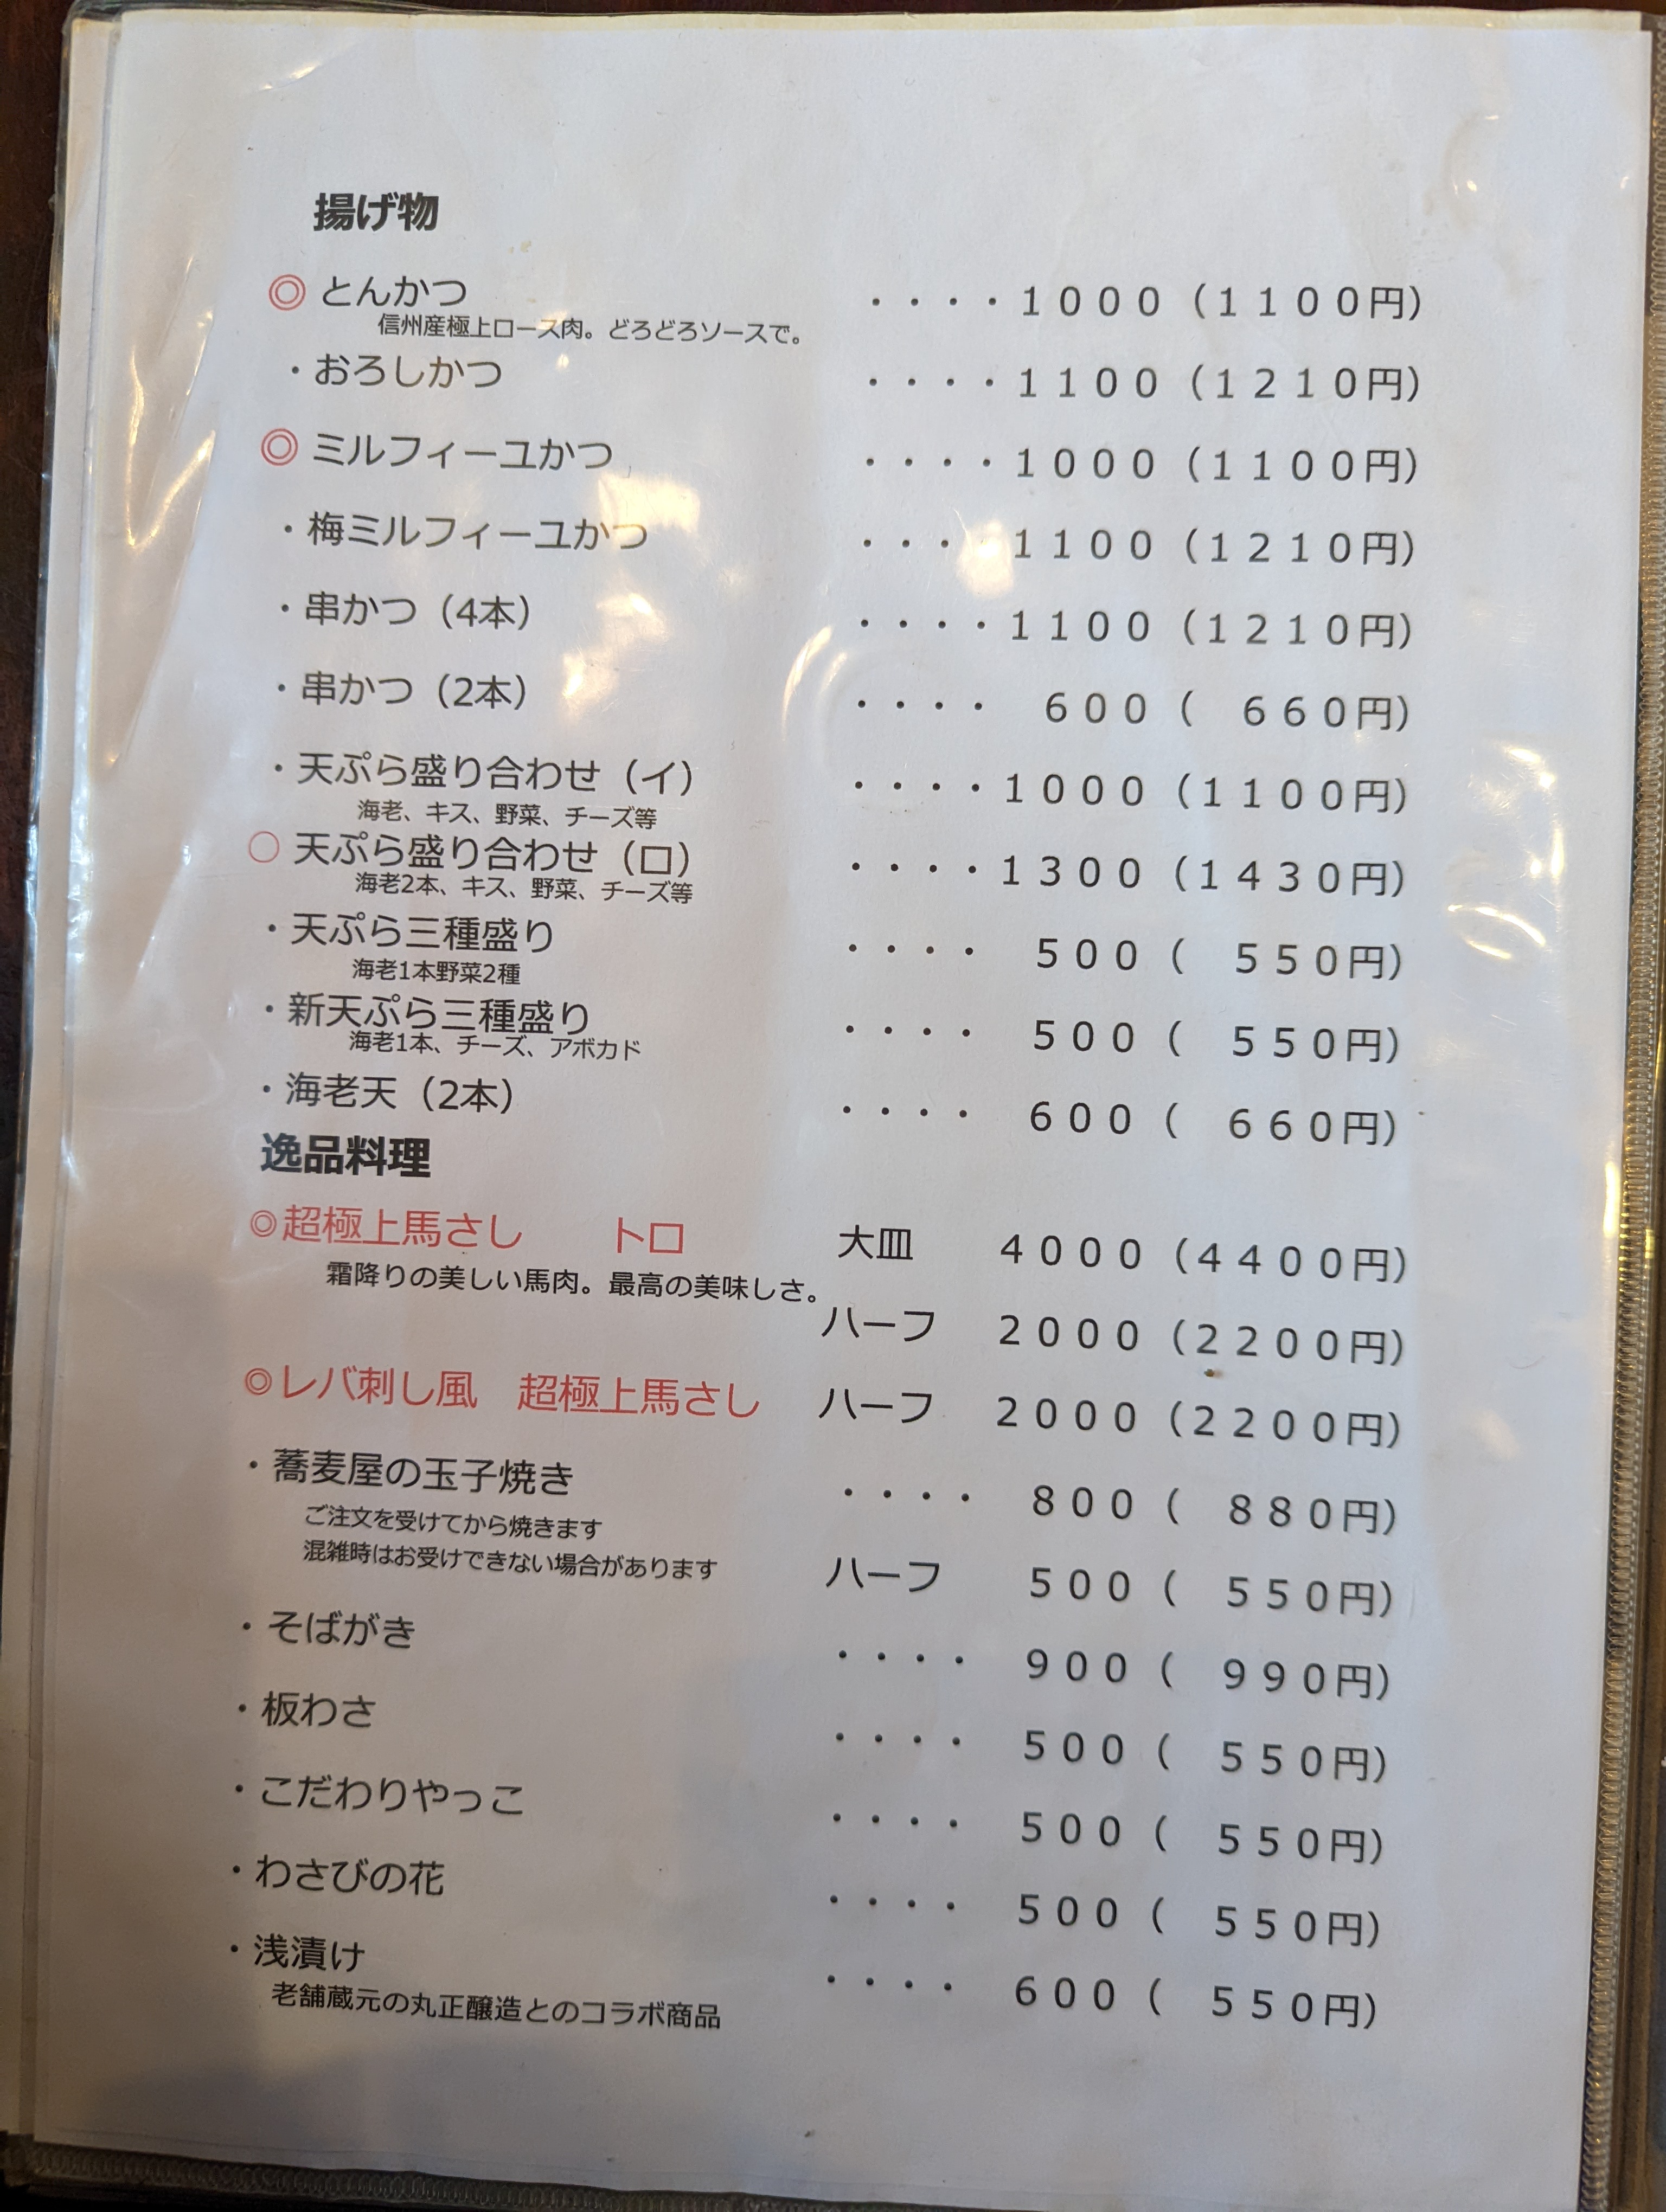 揚げ物
◎ とんかつ ････1000（1100円）
信州産極上ロース肉。どろどろソースで。
・おろしかつ ････1100（1210円）
◎ ミルフィーユかつ ････1000（1100円）
・梅ミルフィーユかつ ････1100（1210円）
・串かつ（4本） ････1100（1210円）
・串かつ（2本） ････ 600（ 660円）
・天ぷら盛り合わせ（イ） ････1000（1100円）
海老、キス、野菜、チーズ等
○ 天ぷら盛り合わせ（ロ） ････1300（1430円）
海老2本、キス、野菜、チーズ等
・天ぷら三種盛り ････ 500（ 550円）
海老1本野菜2種
・新天ぷら三種盛り ････ 500（ 550円）
海老1本、チーズ、アボカド
・海老天（2本） ････ 600（ 660円）
逸品料理
◎超極上馬さし トロ 大皿 4000（4400円）
霜降りの美しい馬肉。最高の美味しさ。
ハーフ 2000（2200円）
◎レバ刺し風 超極上馬さし ハーフ 2000（2200円）
・蕎麦屋の玉子焼き ････ 800（ 880円）
ご注文を受けてから焼きます
混雑時はお受けできない場合があります
ハーフ 500（ 550円）
・そばがき ････ 900（ 990円）
・板わさ ････ 500（ 550円）
・こだわりやっこ ････ 500（ 550円）
・わさびの花 ････ 500（ 550円）
・浅漬け ････ 600（ 550円）
老舗蔵元の丸正醸造とのコラボ商品